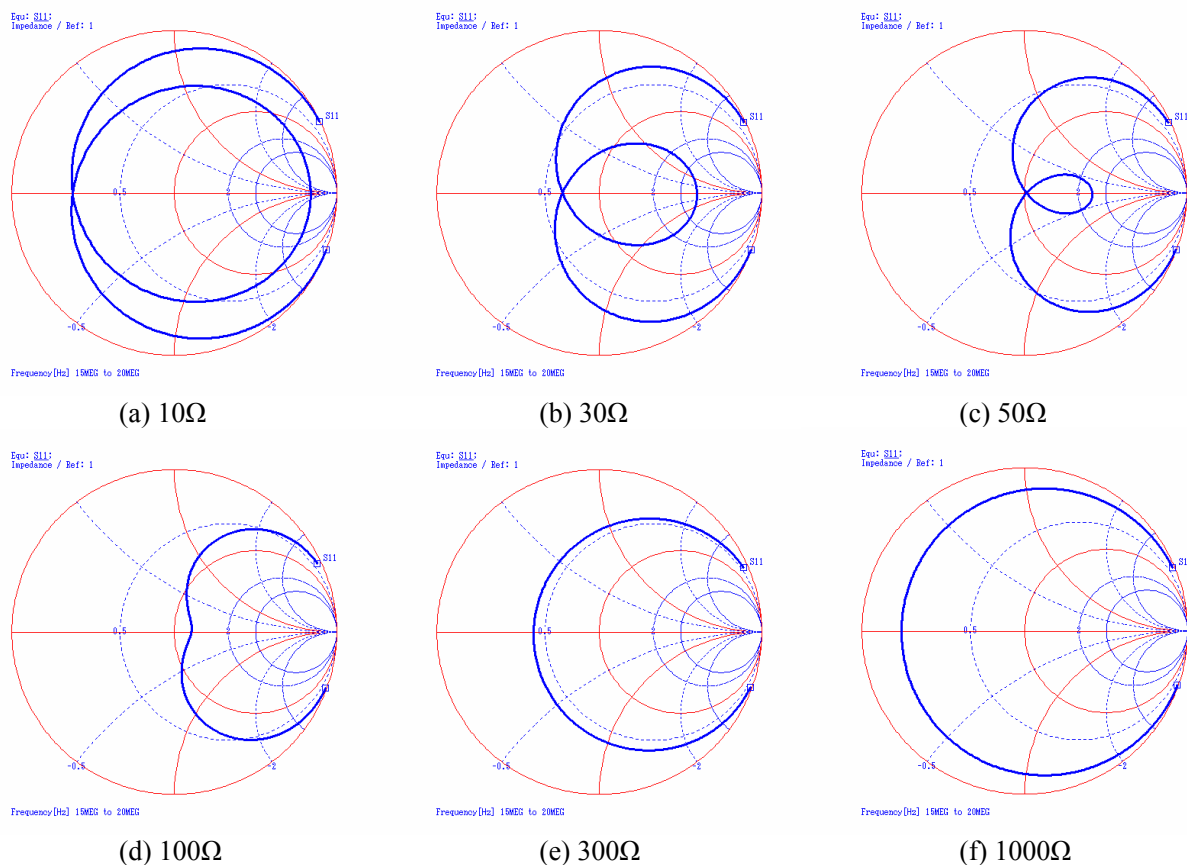 Equ: S11:
Impedance / Ref: 1
S11
0.5
2
-0.5
-2
Frequency[Hz] 15MEG to 20MEG
(a) 10Ω
Equ: S11:
Impedance / Ref: 1
S11
0.5
2
-0.5
-2
Frequency[Hz] 15MEG to 20MEG
(b) 30Ω
Equ: S11:
Impedance / Ref: 1
S11
0.5
2
-0.5
-2
Frequency[Hz] 15MEG to 20MEG
(c) 50Ω
Equ: S11:
Impedance / Ref: 1
S11
0.5
2
-0.5
-2
Frequency[Hz] 15MEG to 20MEG
(d) 100Ω
Equ: S11:
Impedance / Ref: 1
S11
0.5
2
-0.5
-2
Frequency[Hz] 15MEG to 20MEG
(e) 300Ω
Equ: S11:
Impedance / Ref: 1
0.5
2
-0.5
-2
Frequency[Hz] 15MEG to 20MEG
(f) 1000Ω